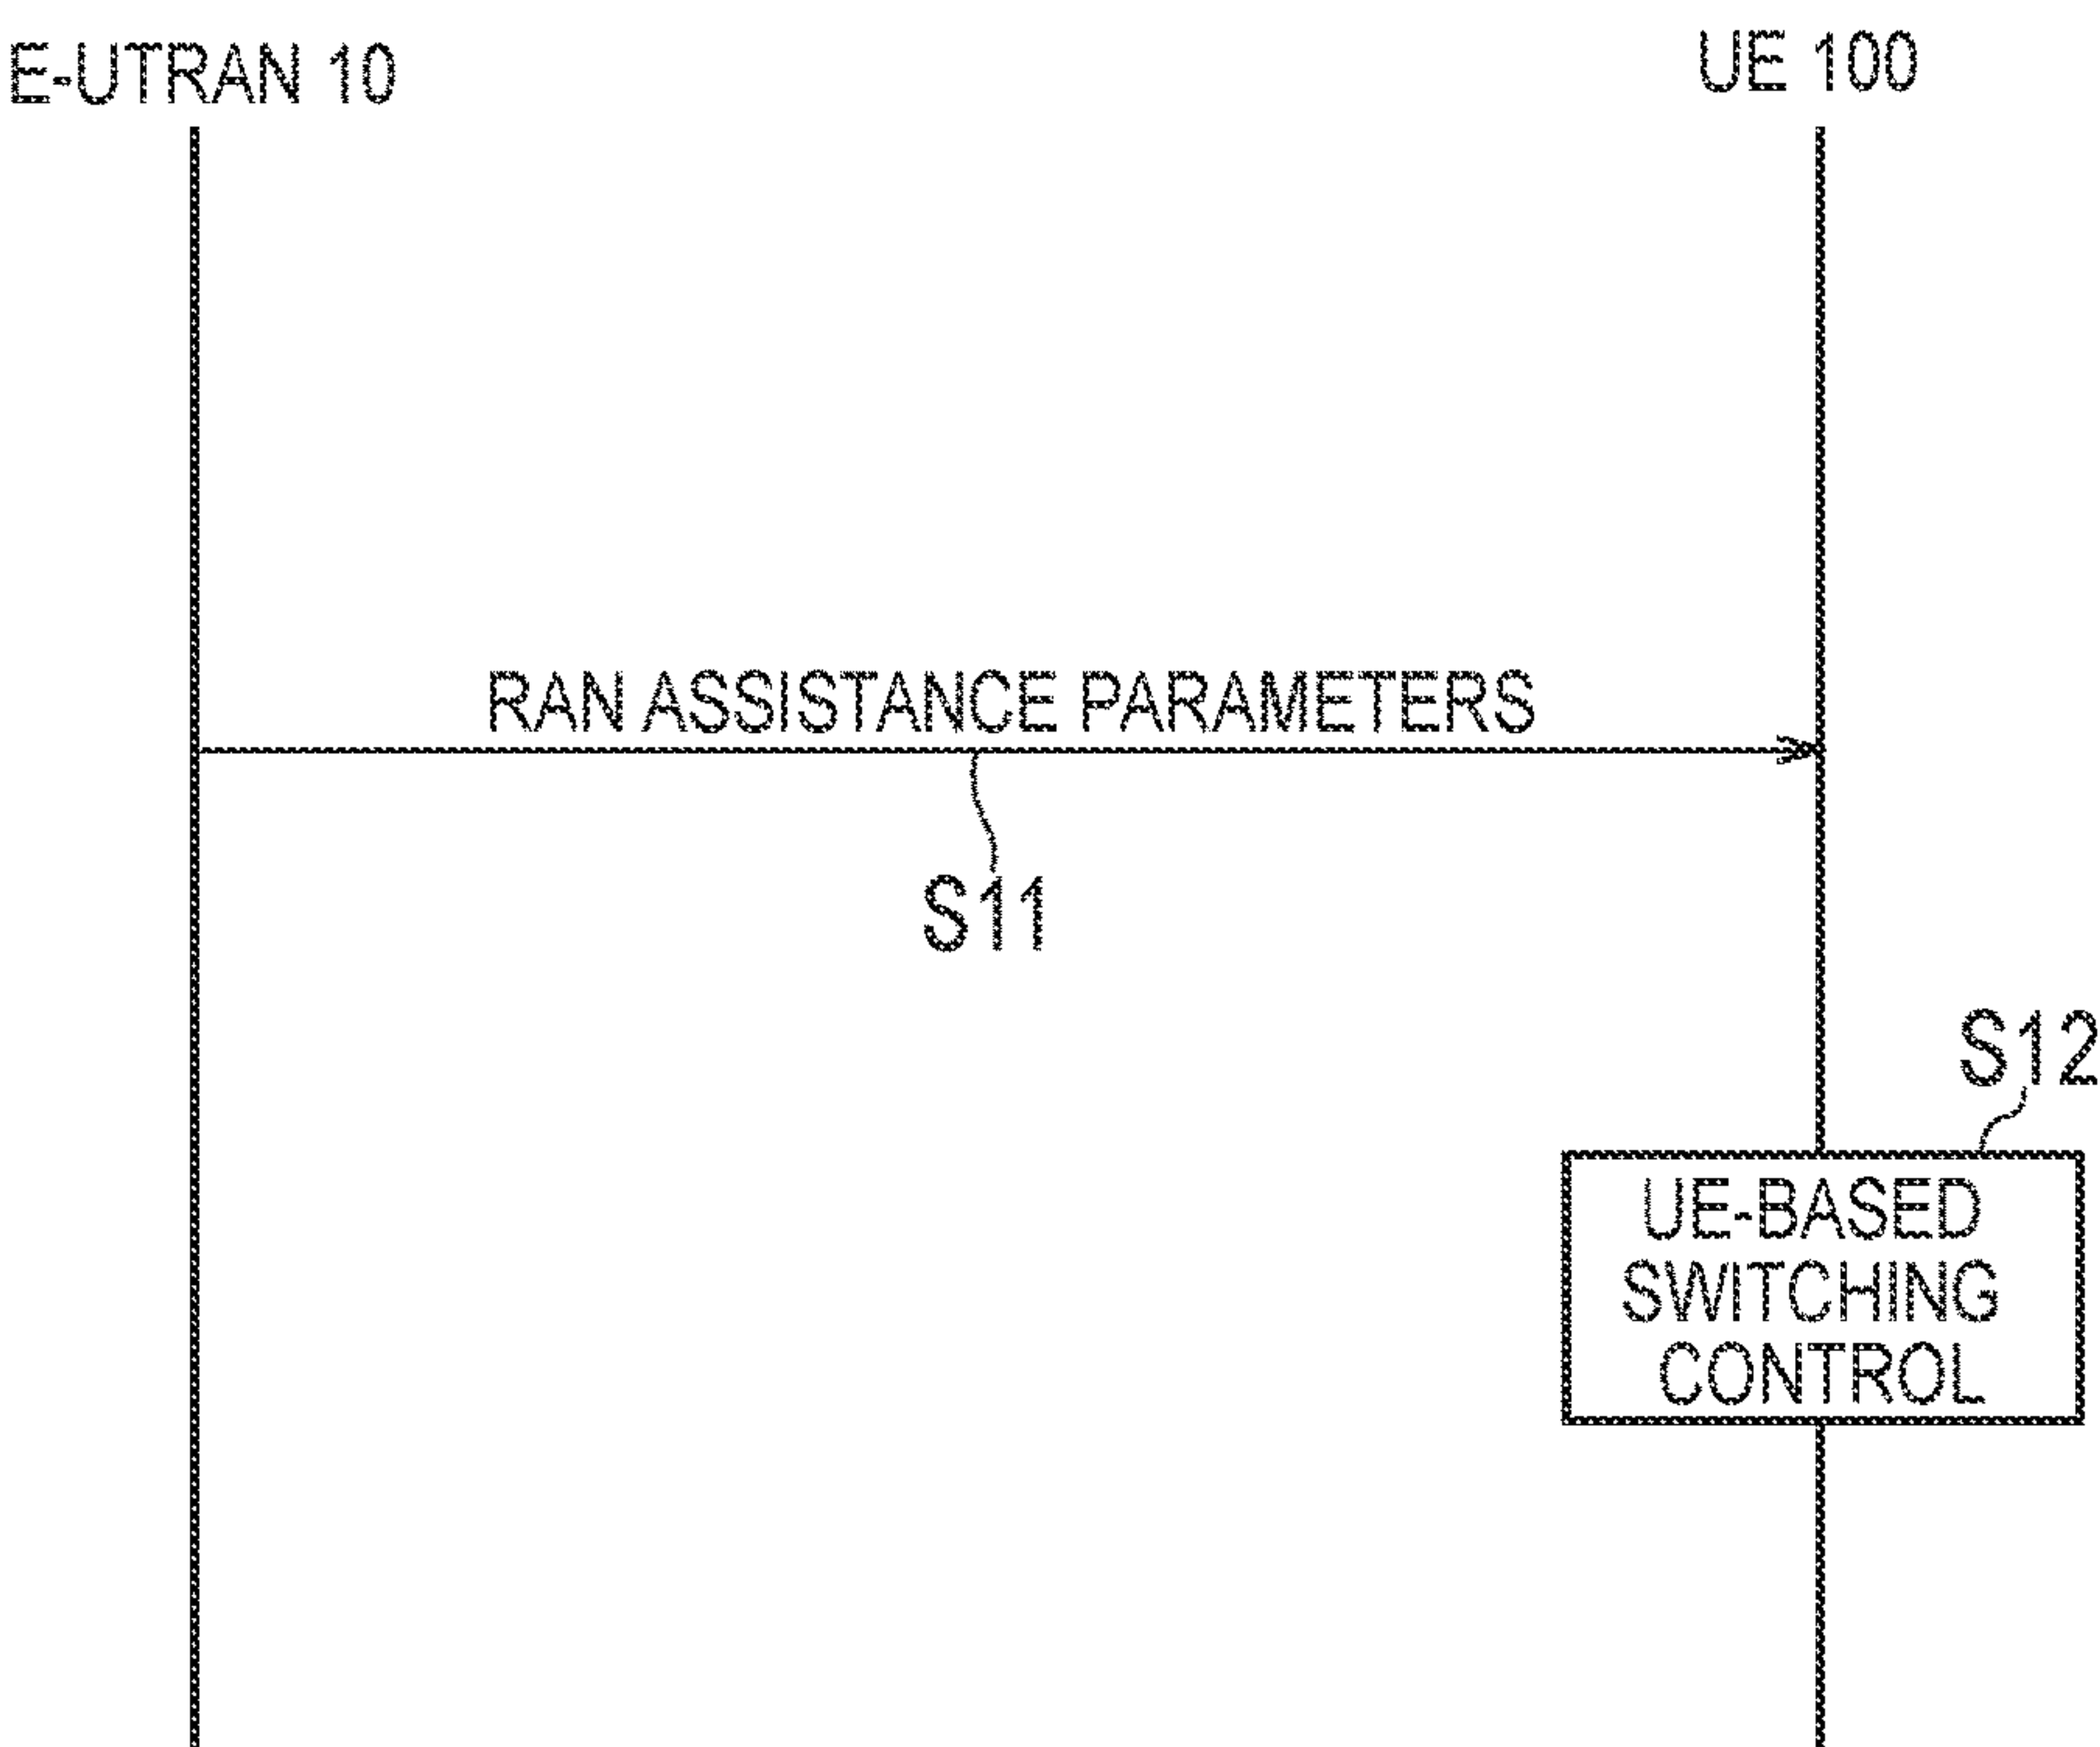 E-UTRAN 10
UE 100
RAN ASSISTANCE PARAMETERS
S11
S12
UE-BASED
SWITCHING
CONTROL